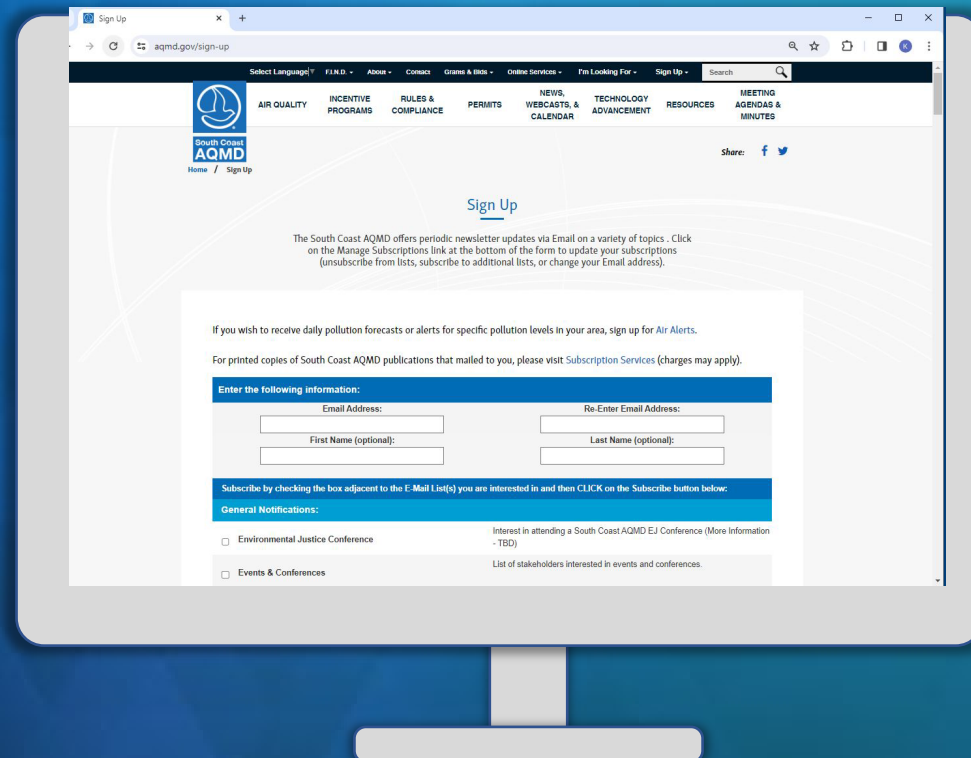 Sign Up
aqmd.gov/sign-up
K
Select Language ▼ F.I.N.D. About Contact Grants & Bids Online Services I'm Looking For Sign Up Search
AIR QUALITY INCENTIVE PROGRAMS RULES & COMPLIANCE PERMITS NEWS, WEBCASTS, & CALENDAR TECHNOLOGY ADVANCEMENT RESOURCES MEETING AGENDAS & MINUTES
South Coast
AQMD
Share:
Home / Sign Up
Sign Up
The South Coast AQMD offers periodic newsletter updates via Email on a variety of topics . Click
on the Manage Subscriptions link at the bottom of the form to update your subscriptions
(unsubscribe from lists, subscribe to additional lists, or change your Email address).
If you wish to receive daily pollution forecasts or alerts for specific pollution levels in your area, sign up for Air Alerts.
For printed copies of South Coast AQMD publications that mailed to you, please visit Subscription Services (charges may apply).
Enter the following information:
Email Address: Re-Enter Email Address:
First Name (optional): Last Name (optional):
Subscribe by checking the box adjacent to the E-Mail List(s) you are interested in and then CLICK on the Subscribe button below:
General Notifications:
Environmental Justice Conference Interest in attending a South Coast AQMD EJ Conference (More Information
- TBD)
Events & Conferences List of stakeholders interested in events and conferences.